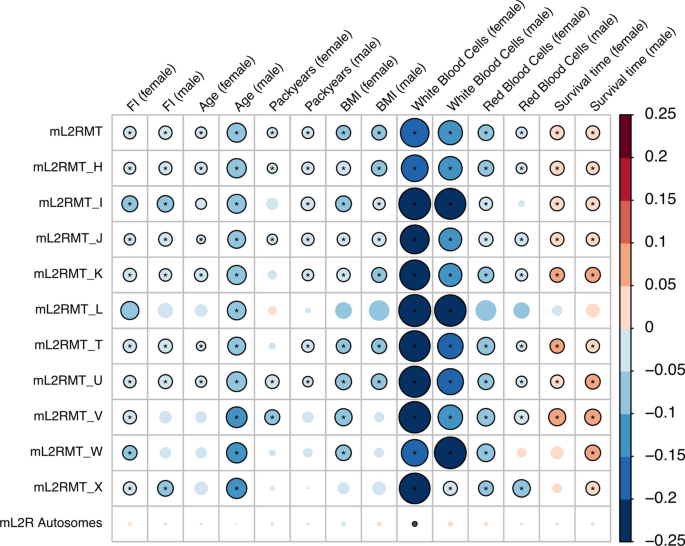 FI (female)
FI (male)
Age (female)
Age (male)
Packyears (female)
Packyears (male)
BMI (female)
BMI (male)
White Blood Cells (female)
White Blood Cells (male)
Red Blood Cells (female)
Red Blood Cells (male)
Survival time (female)
Survival time (male)
mL2RMT
mL2RMT_H
mL2RMT_I
mL2RMT_J
mL2RMT_K
mL2RMT_L
mL2RMT_T
mL2RMT_U
mL2RMT_V
mL2RMT_W
mL2RMT_X
mL2R Autosomes
0.25
0.2
0.15
0.1
0.05
0
−0.05
−0.1
−0.15
−0.2
−0.25